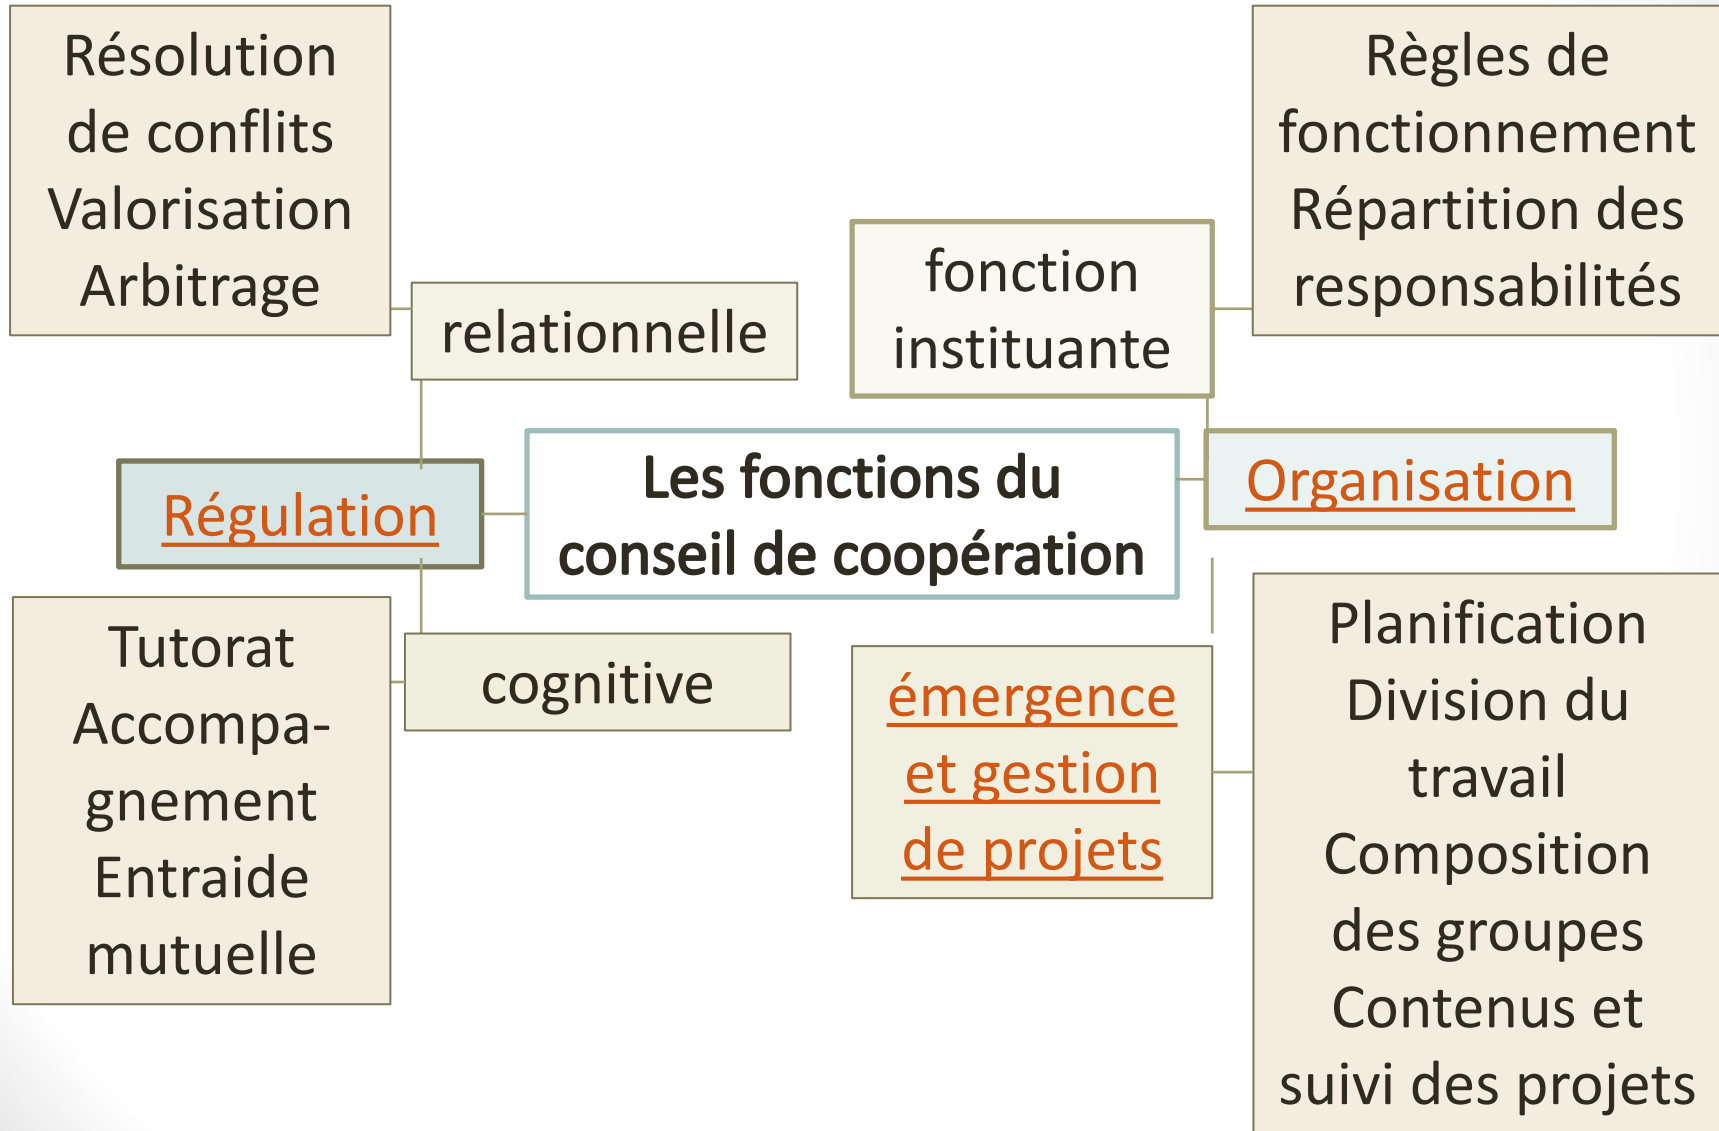 Résolution
de conflits
Valorisation
Arbitrage
relationnelle
fonction
instituante
Règles de
fonctionnement
Répartition des
responsabilités
Régulation
Les fonctions du
conseil de coopération
Organisation
Tutorat
Accompa-
gnement
Entraide
mutuelle
cognitive
émergence
et gestion
de projets
Planification
Division du
travail
Composition
des groupes
Contenus et
suivi des projets